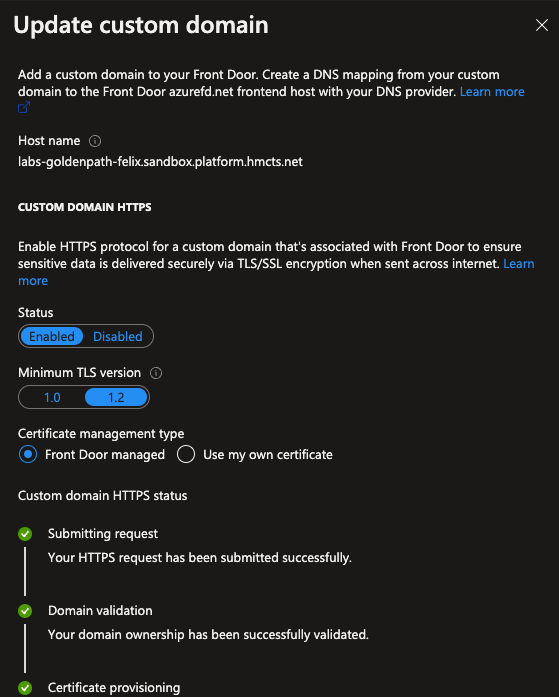 Update custom domain
Add a custom domain to your Front Door. Create a DNS mapping from your custom
domain to the Front Door azurefd.net frontend host with your DNS provider. Learn more
Host name
labs-goldenpath-felix.sandbox.platform.hmcts.net
CUSTOM DOMAIN HTTPS
Enable HTTPS protocol for a custom domain that's associated with Front Door to ensure
sensitive data is delivered securely via TLS/SSL encryption when sent across internet. Learn
more
Status
Enabled Disabled
Minimum TLS version
1.0 1.2
Certificate management type
Front Door managed Use my own certificate
Custom domain HTTPS status
Submitting request
Your HTTPS request has been submitted successfully.
Domain validation
Your domain ownership has been successfully validated.
Certificate provisioning